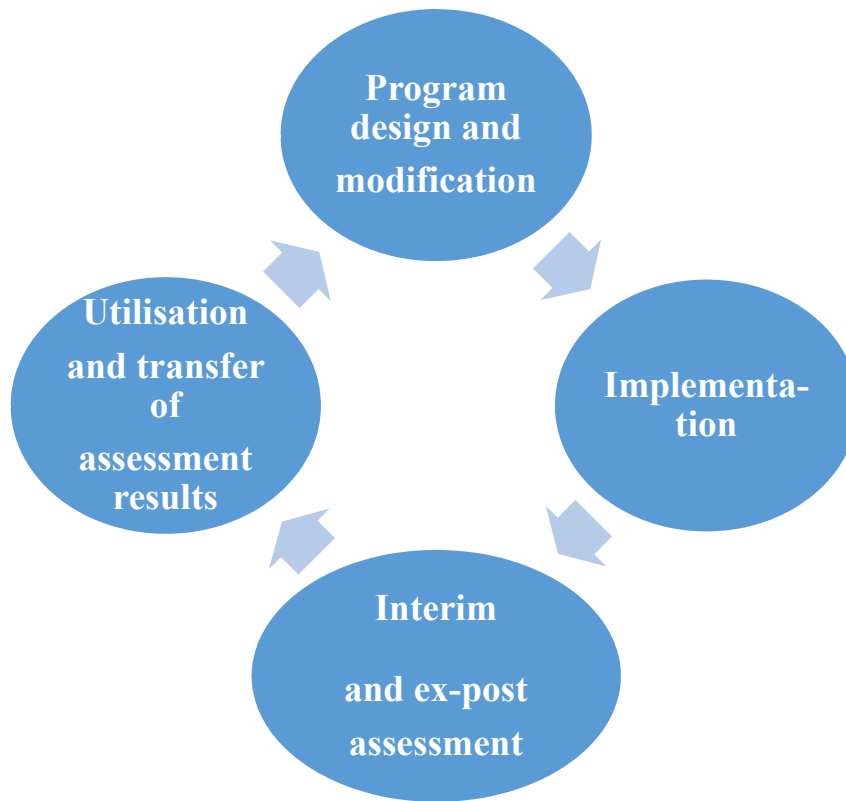 Program
design and
modification
Utilisation
and transfer
of
assessment
results
Implementa-
tion
Interim
and ex-post
assessment